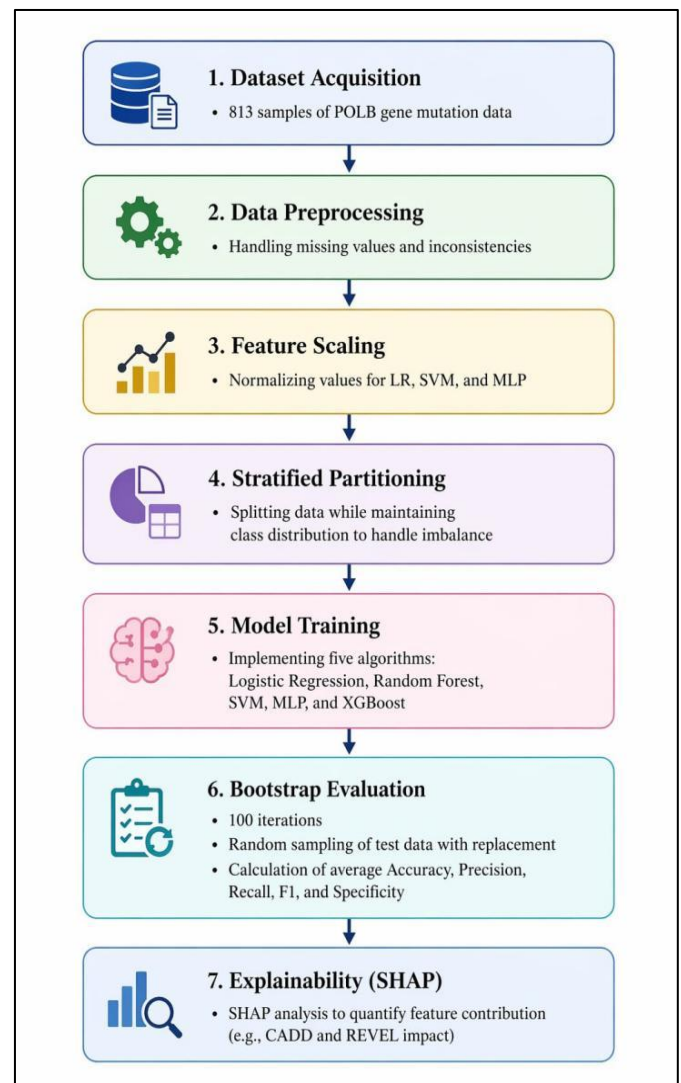 1. Dataset Acquisition
• 813 samples of POLB gene mutation data
2. Data Preprocessing
• Handling missing values and inconsistencies
3. Feature Scaling
• Normalizing values for LR, SVM, and MLP
4. Stratified Partitioning
• Splitting data while maintaining
class distribution to handle imbalance
5. Model Training
• Implementing five algorithms:
Logistic Regression, Random Forest,
SVM, MLP, and XGBoost
6. Bootstrap Evaluation
• 100 iterations
• Random sampling of test data with replacement
• Calculation of average Accuracy, Precision,
Recall, F1, and Specificity
7. Explainability (SHAP)
• SHAP analysis to quantify feature contribution
(e.g., CADD and REVEL impact)